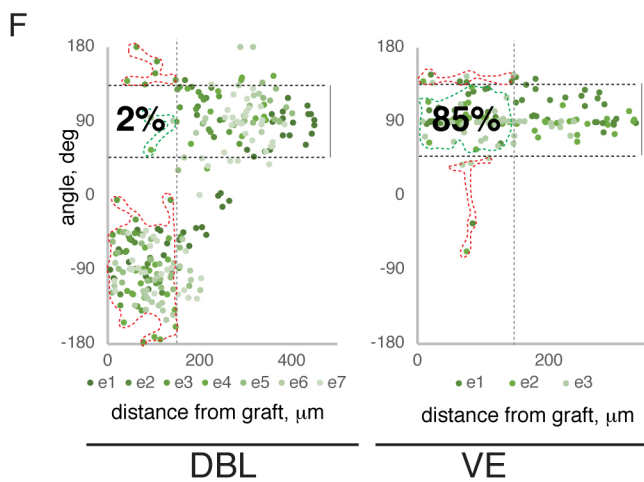 F
180
90
0
-90
-180
angle, deg
2%
0
200
400
e1 e2 e3 e4 e5 e6 e7
distance from graft, μm
DBL
180
90
0
-90
-180
85%
0
200
e1 e2 e3
distance from graft, μm
VE